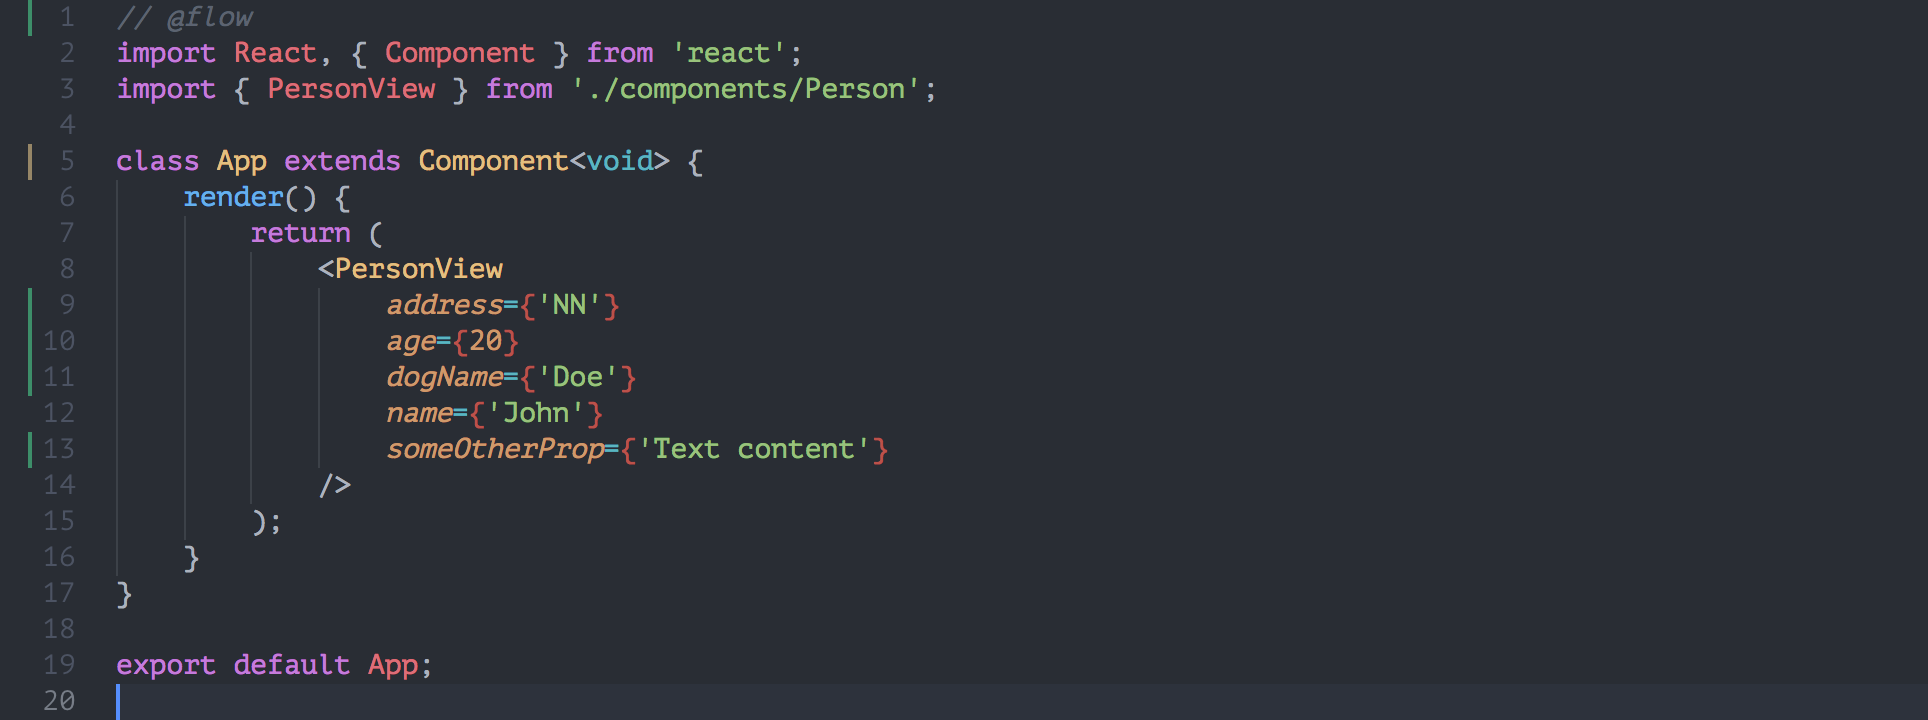 1 // @flow
2 import React, { Component } from 'react';
3 import { PersonView } from './components/Person';
4
5 class App extends Component<void> {
6 render() {
7 return (
8 <PersonView
9 address={'NN'}
10 age={20}
11 dogName={'Doe'}
12 name={'John'}
13 someOtherProp={'Text content'}
14 />
15 );
16 }
17 }
18
19 export default App;
20